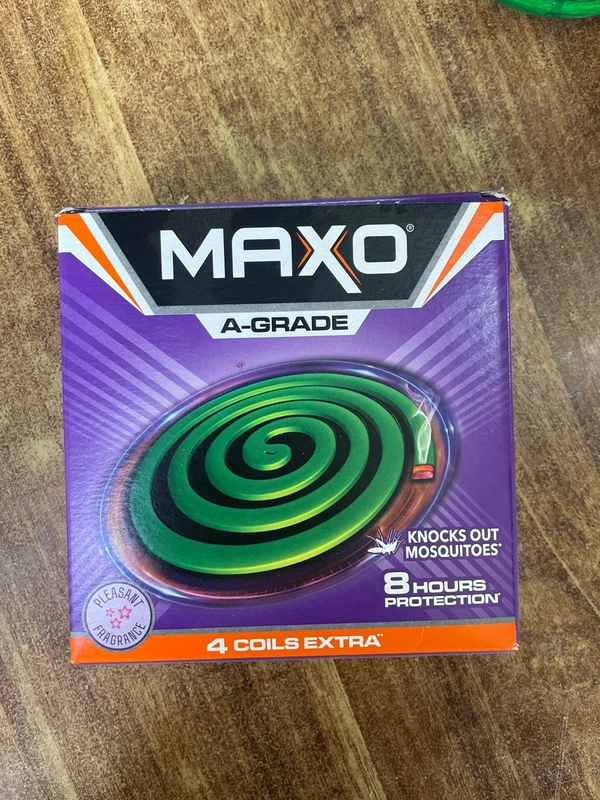 MAXO®
A-GRADE
KNOCKS OUT
MOSQUITOES*
8 HOURS
PROTECTION*
PLEASANT
FRAGRANCE
4 COILS EXTRA**